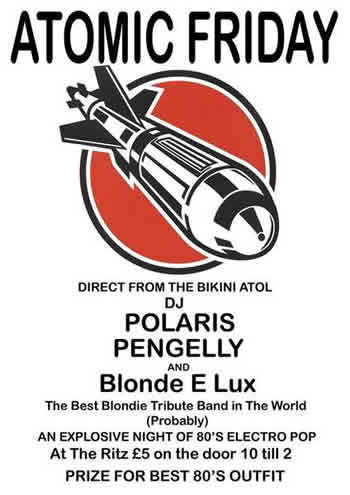 ATOMIC FRIDAY
DIRECT FROM THE BIKINI ATOL
DJ
POLARIS
PENGELLY
AND
Blonde E Lux
The Best Blondie Tribute Band in The World
(Probably)
AN EXPLOSIVE NIGHT OF 80'S ELECTRO POP
At The Ritz £5 on the door 10 till 2
PRIZE FOR BEST 80'S OUTFIT